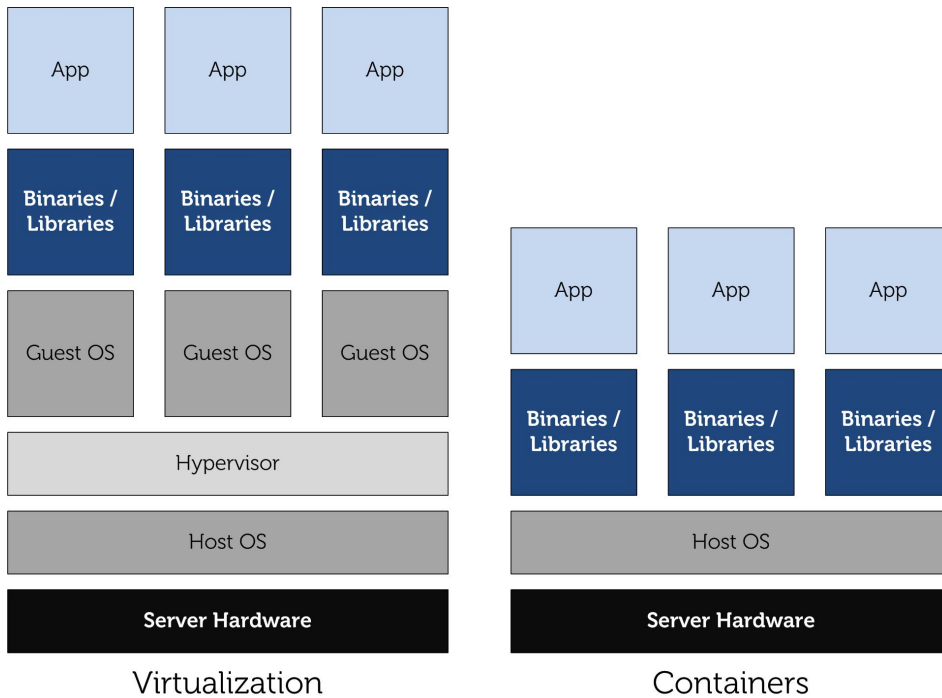 App
App
App
Binaries /
Libraries
Binaries /
Libraries
Binaries /
Libraries
Guest OS
Guest OS
Guest OS
Hypervisor
Host OS
Server Hardware
Virtualization
App
App
App
Binaries /
Libraries
Binaries /
Libraries
Binaries /
Libraries
Host OS
Server Hardware
Containers